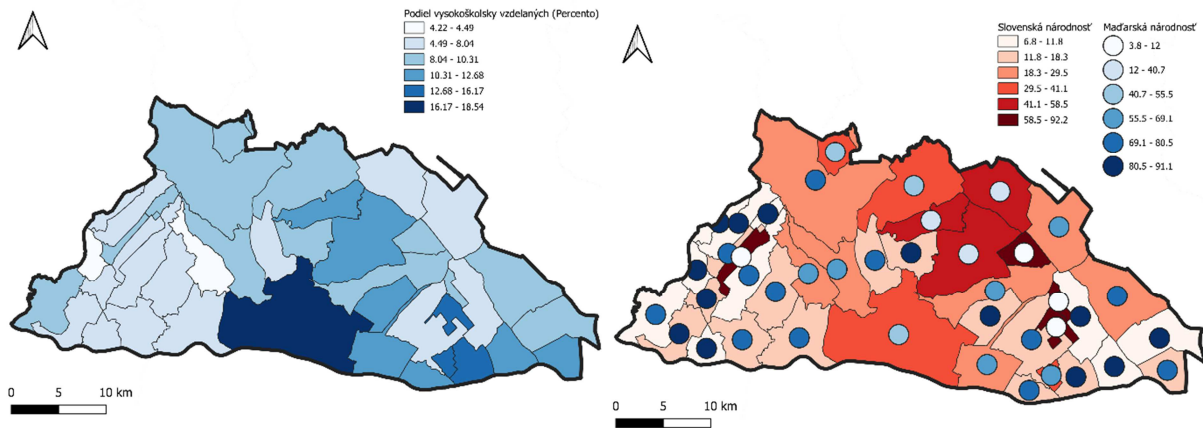 Podiel vysokoškolsky vzdelaných (Percento)
4.22 - 4.49
4.49 - 8.04
8.04 - 10.31
10.31 - 12.68
12.68 - 16.17
16.17 - 18.54
0 5 10 km
Slovenská národnosť
6.8 - 11.8
11.8 - 18.3
18.3 - 29.5
29.5 - 41.1
41.1 - 58.5
58.5 - 92.2
Maďarská národnosť
3.8 - 12
12 - 40.7
40.7 - 55.5
55.5 - 69.1
69.1 - 80.5
80.5 - 91.1
0 5 10 km